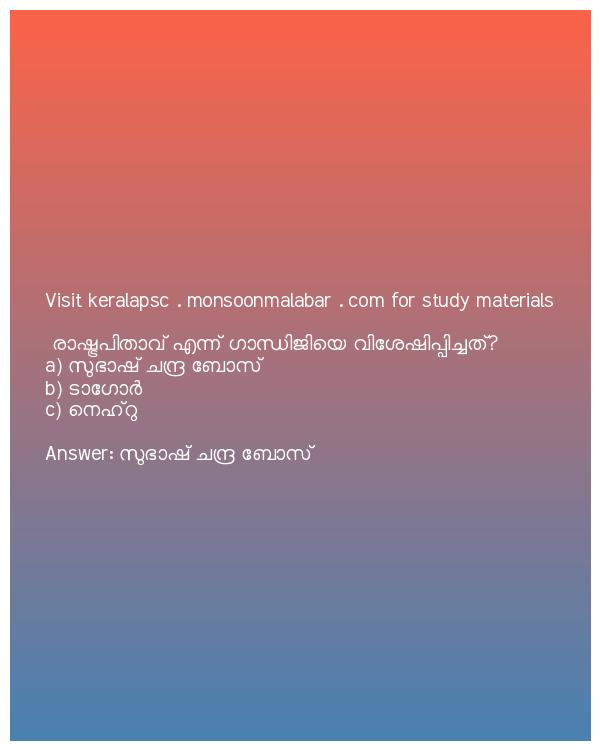 Visit keralapsc . monsoonmalabar . com for study materials
രാഷ്ട്രപിതാവ് എന്ന് ഗാന്ധിജിയെ വിശേഷിപ്പിച്ചത്?
a) സുഭാഷ് ചന്ദ്ര ബോസ്
b) ടാഗോർ
c) നെഹ്റു
Answer: സുഭാഷ് ചന്ദ്ര ബോസ്